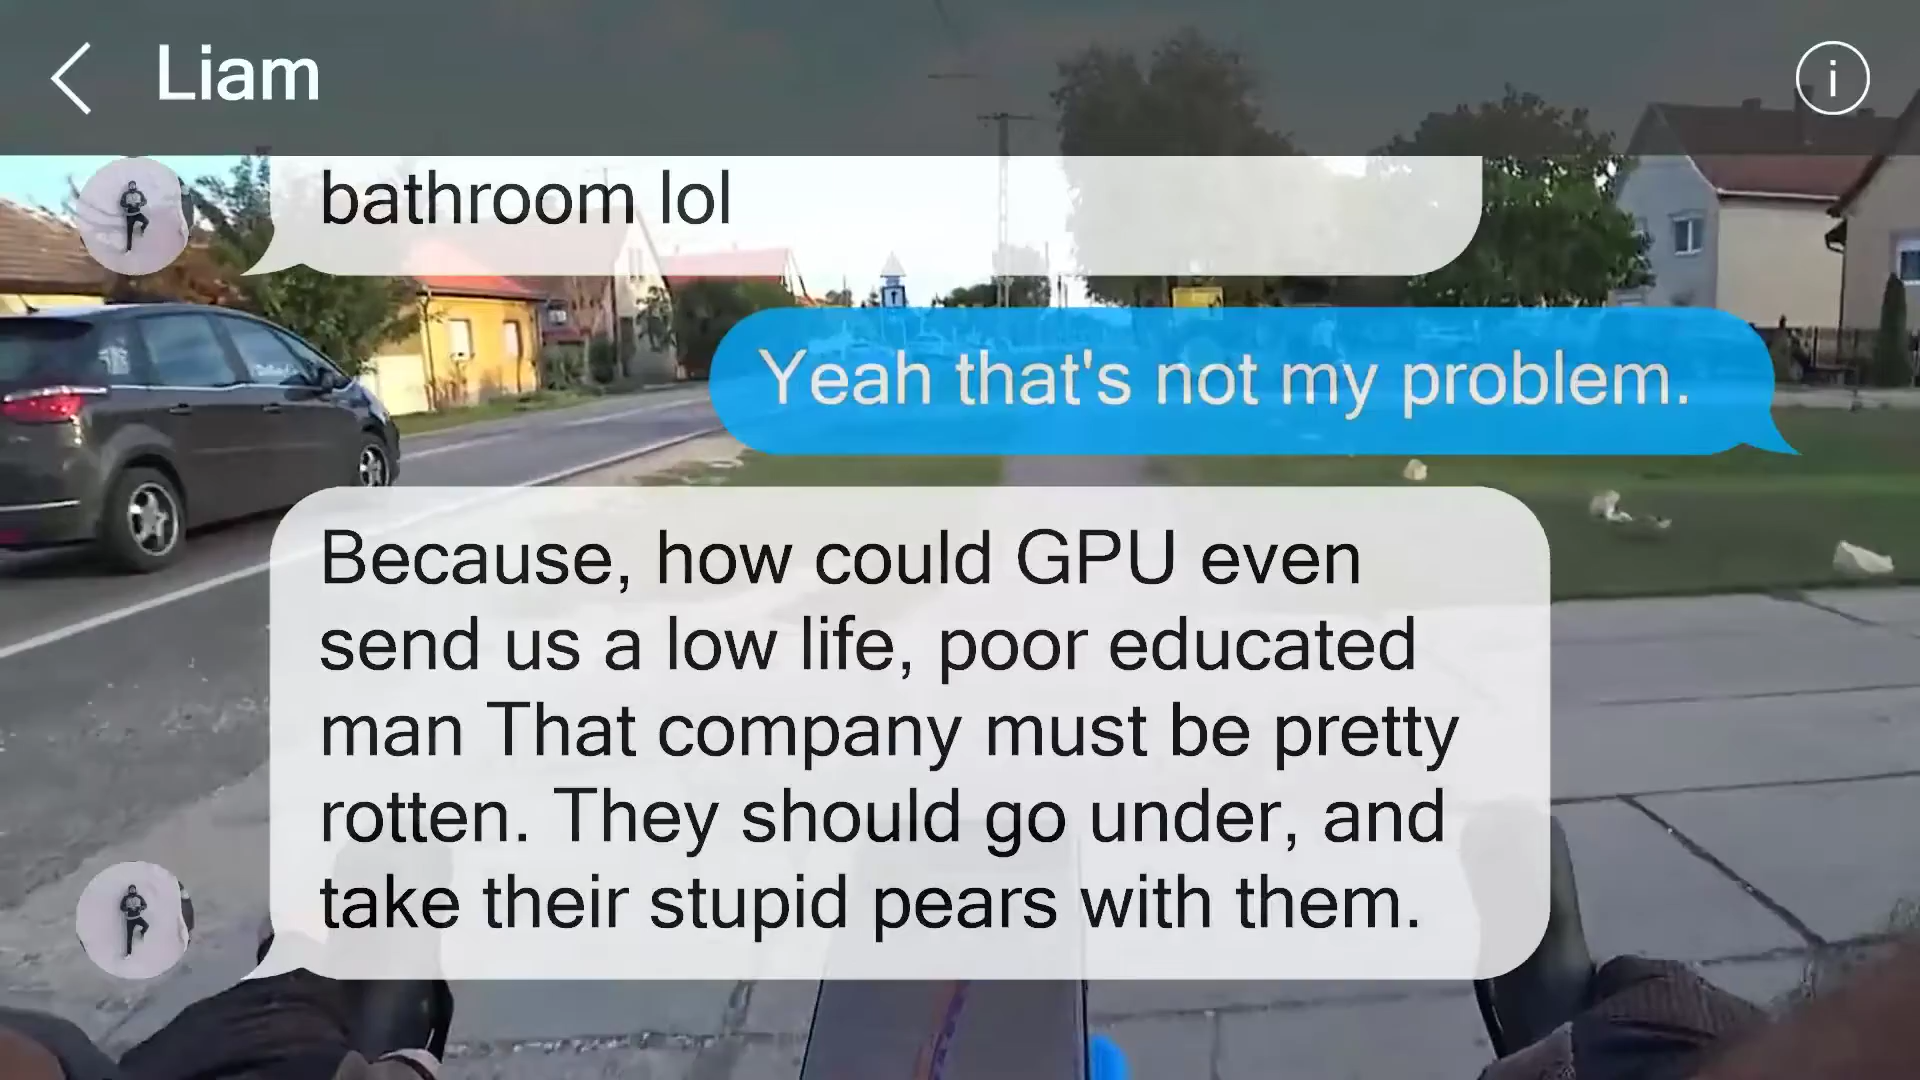 Liam
i
bathroom lol
Yeah that's not my problem.
Because, how could GPU even
send us a low life, poor educated
man That company must be pretty
rotten. They should go under, and
take their stupid pears with them.